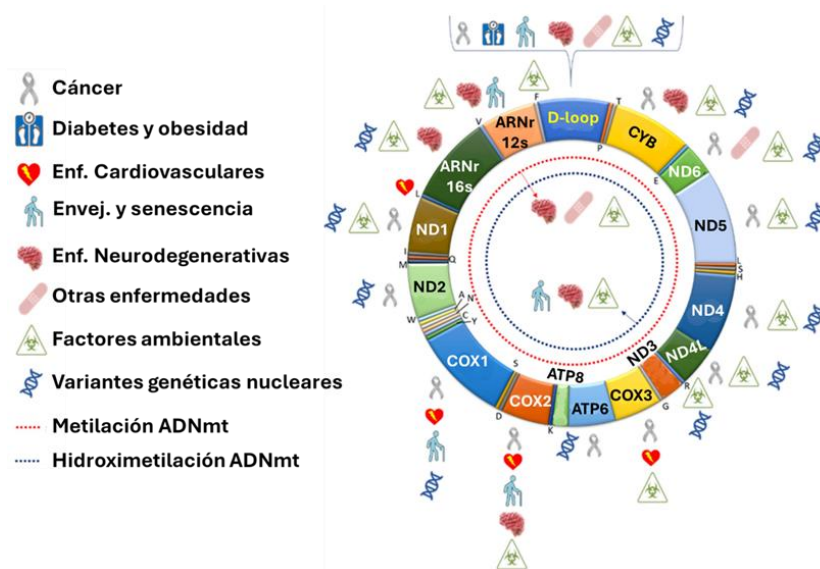 Cáncer
Diabetes y obesidad
Enf. Cardiovasculares
Envej. y senescencia
Enf. Neurodegenerativas
Otras enfermedades
Factores ambientales
Variantes genéticas nucleares
Metilación ADNmt
Hidroximetilación ADNmt
F
D-loop
T
P
CYB
E
ND6
ND5
L
S
H
ND4
ND4L
R
ND3
G
COX3
ATP6
ATP8
K
COX2
D
S
COX1
Y
C
N
A
W
ND2
M
Q
I
ND1
L
ARNr
16s
V
ARNr
12s